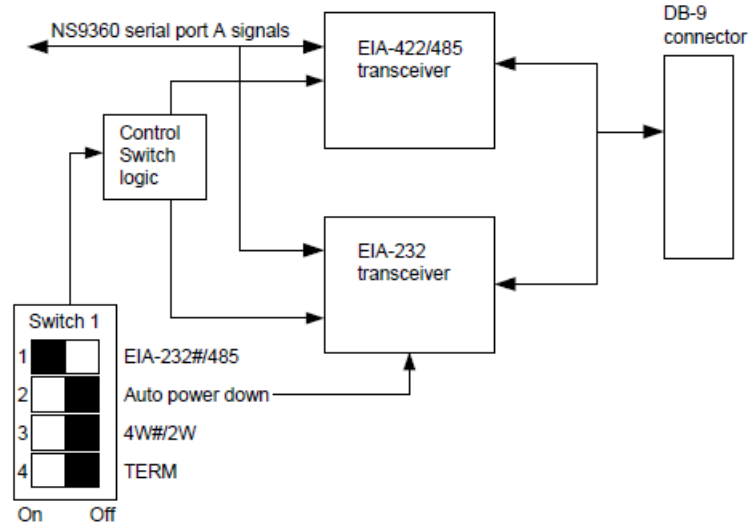 DB-9
connector
NS9360 serial port A signals
EIA-422/485
transceiver
Control
Switch
logic
EIA-232
transceiver
Switch 1
1 EIA-232#/485
2 Auto power down
3 4W#/2W
4 TERM
On Off